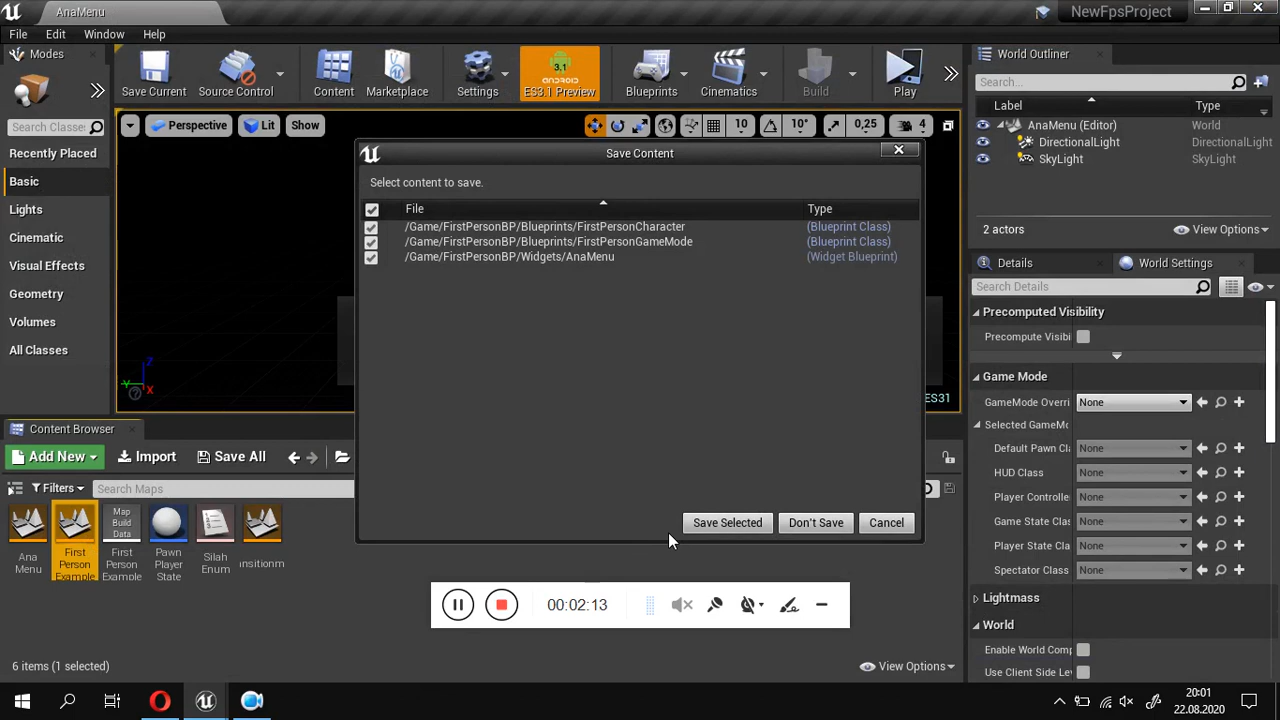 AnaMenu
NewFpsProject
File Edit Window Help
Modes
Search Classes
Recently Placed
Basic
Lights
Cinematic
Visual Effects
Geometry
Volumes
All Classes
Save Current
Source Control
Content
Marketplace
Settings
3,1
ANDROID
ES3 1 Preview
Blueprints
Cinematics
Build
Play
Perspective
Lit
Show
10
10°
0,25
4
ES31
Save Content
Select content to save.
File Type
/Game/FirstPersonBP/Blueprints/FirstPersonCharacter (Blueprint Class)
/Game/FirstPersonBP/Blueprints/FirstPersonGameMode (Blueprint Class)
/Game/FirstPersonBP/Widgets/AnaMenu (Widget Blueprint)
Save Selected
Don't Save
Cancel
World Outliner
Search...
Label Type
AnaMenu (Editor) World
DirectionalLight DirectionalLight
SkyLight SkyLight
2 actors
View Options
Details
World Settings
Search Details
Precomputed Visibility
Precompute Visibi
Game Mode
GameMode Overri None
Selected GameMo
Default Pawn Cl None
HUD Class None
Player Controlle None
Game State Clas None
Player State Cla None
Spectator Class None
Lightmass
World
Enable World Comp
Use Client Side Lev
Content Browser
Add New
Import
Save All
Filters
Search Maps
Ana
Menu
First
Person
Example
Map
Build
Data
First
Person
Example
Pawn
Player
State
Silah
Enum
ansitionm
6 items (1 selected)
View Options
00:02:13
20:01
22.08.2020